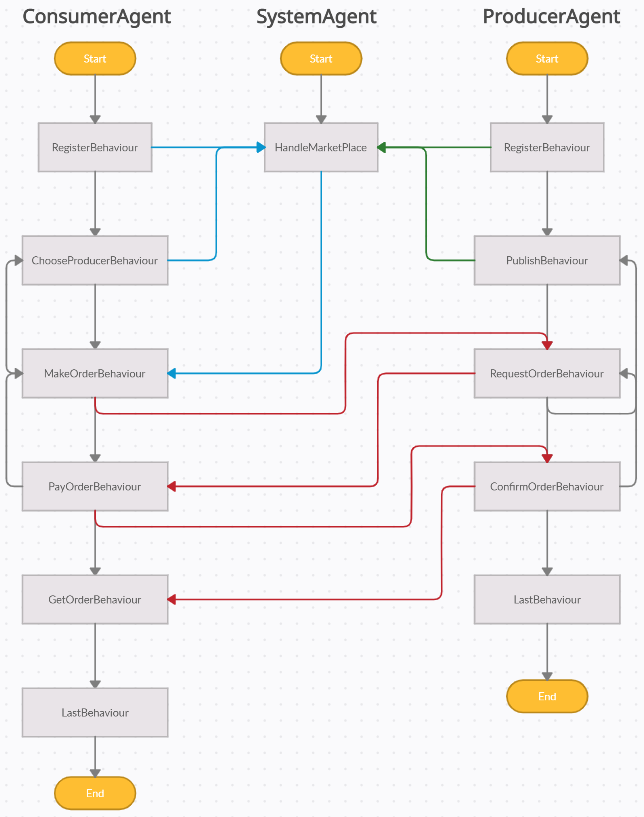 ConsumerAgent
SystemAgent
ProducerAgent
Start
Start
Start
RegisterBehaviour
HandleMarketPlace
RegisterBehaviour
ChooseProducerBehaviour
PublishBehaviour
MakeOrderBehaviour
RequestOrderBehaviour
PayOrderBehaviour
ConfirmOrderBehaviour
GetOrderBehaviour
LastBehaviour
LastBehaviour
End
End